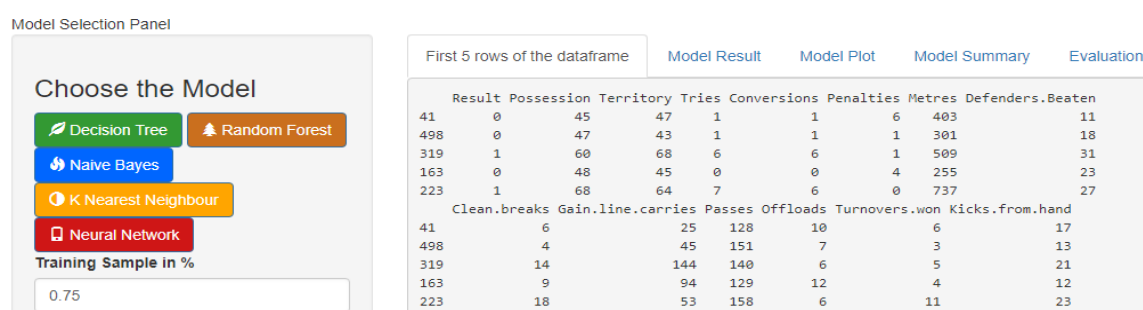 Model Selection Panel
Choose the Model
Decision Tree
Random Forest
Naive Bayes
K Nearest Neighbour
Neural Network
Training Sample in %
0.75
First 5 rows of the dataframe Model Result Model Plot Model Summary Evaluation
Result Possession Territory Tries Conversions Penalties Metres Defenders.Beaten
41 0 45 47 1 1 6 403 11
498 0 47 43 1 1 1 301 18
319 1 60 68 6 6 1 509 31
163 0 48 45 0 0 4 255 23
223 1 68 64 7 6 0 737 27
Clean.breaks Gain.line.carries Passes Offloads Turnovers.won Kicks.from.hand
41 6 25 128 10 6 17
498 4 45 151 7 3 13
319 14 144 140 6 5 21
163 9 94 129 12 4 12
223 18 53 158 6 11 23